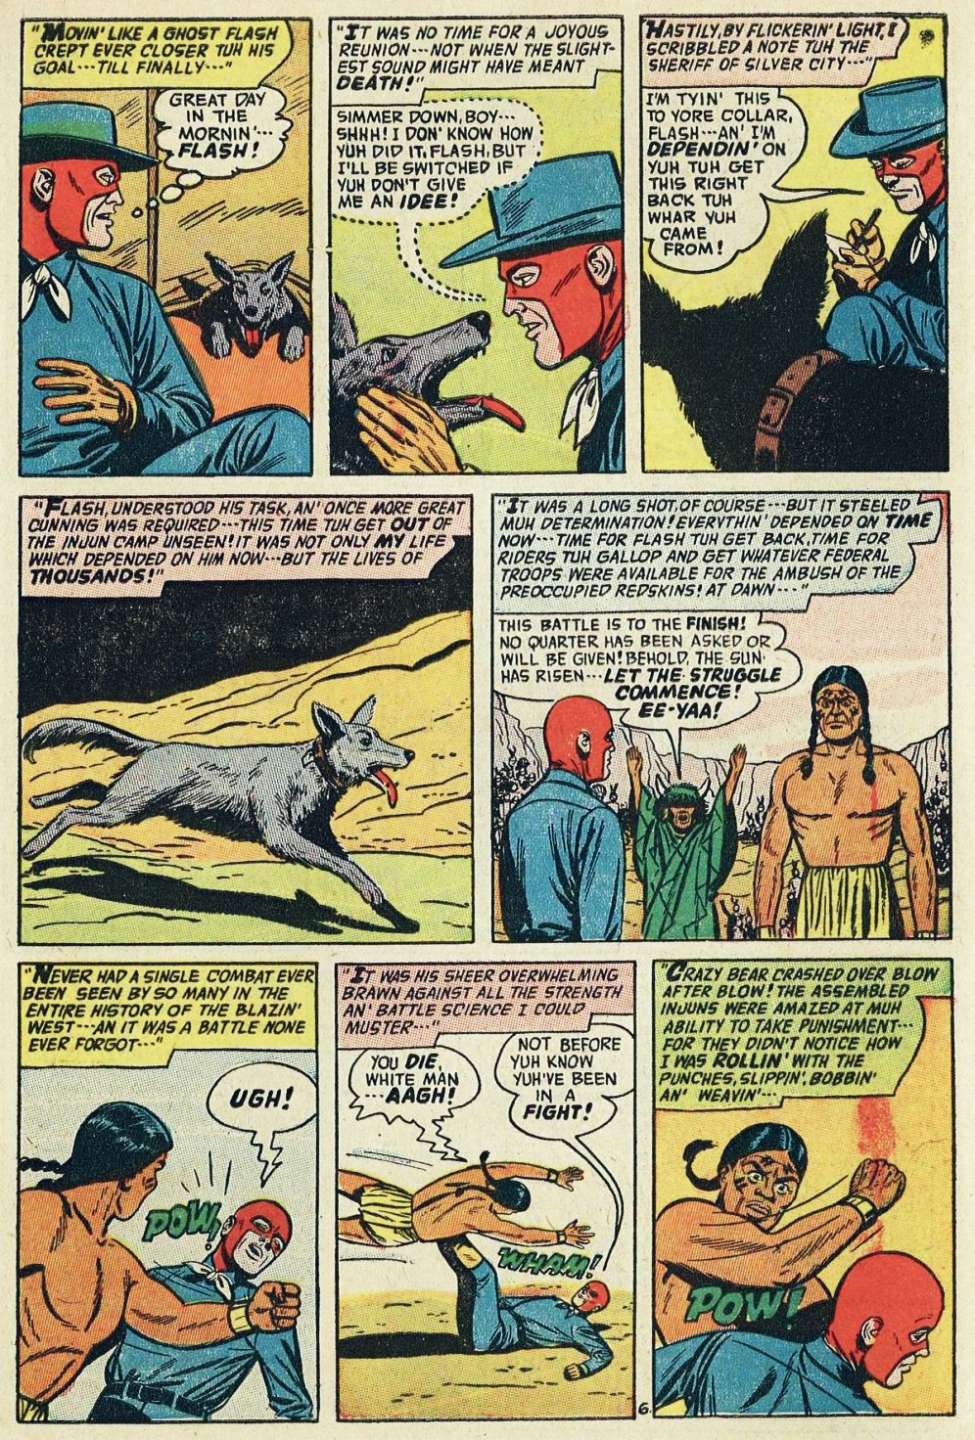 "MOVIN' LIKE A GHOST FLASH
CREPT EVER CLOSER TUH HIS
GOAL---TILL FINALLY---"
GREAT DAY
IN THE
MORNIN'---
FLASH!
"IT WAS NO TIME FOR A JOYOUS
REUNION---NOT WHEN THE SLIGHT-
EST SOUND MIGHT HAVE MEANT
DEATH!"
SIMMER DOWN, BOY---
SHHH! I DON' KNOW HOW
YUH DID IT, FLASH, BUT
I'LL BE SWITCHED IF
YUH DON'T GIVE
ME AN IDEE!
"HASTILY, BY FLICKERIN' LIGHT, I
SCRIBBLED A NOTE TUH THE
SHERIFF OF SILVER CITY---"
I'M TYIN' THIS
TO YORE COLLAR,
FLASH---AN' I'M
DEPENDIN' ON
YUH TUH GET
THIS RIGHT
BACK TUH
WHAR YUH
CAME
FROM!
"FLASH, UNDERSTOOD HIS TASK, AN' ONCE MORE GREAT
CUNNING WAS REQUIRED---THIS TIME TUH GET OUT OF
THE INJUN CAMP UNSEEN! IT WAS NOT ONLY MY LIFE
WHICH DEPENDED ON HIM NOW---BUT THE LIVES OF
THOUSANDS!"
"IT WAS A LONG SHOT, OF COURSE---BUT IT STEELED
MUH DETERMINATION! EVERYTHIN' DEPENDED ON TIME
NOW---TIME FOR FLASH TUH GET BACK, TIME FOR
RIDERS TUH GALLOP AND GET WHATEVER FEDERAL
TROOPS WERE AVAILABLE FOR THE AMBUSH OF THE
PREOCCUPIED REDSKINS! AT DAWN---"
THIS BATTLE IS TO THE FINISH!
NO QUARTER HAS BEEN ASKED OR
WILL BE GIVEN! BEHOLD, THE SUN
HAS RISEN---LET THE STRUGGLE
COMMENCE!
EE-YAA!
"NEVER HAD A SINGLE COMBAT EVER
BEEN SEEN BY SO MANY IN THE
ENTIRE HISTORY OF THE BLAZIN'
WEST---AN IT WAS A BATTLE NONE
EVER FORGOT---"
UGH!
POW!
"IT WAS HIS SHEER OVERWHELMING
BRAWN AGAINST ALL THE STRENGTH
AN' BATTLE SCIENCE I COULD
MUSTER---"
YOU DIE,
WHITE MAN
---AAGH!
NOT BEFORE
YUH KNOW
YUH'VE BEEN
IN A
FIGHT!
WHAM!
"CRAZY BEAR CRASHED OVER BLOW
AFTER BLOW! THE ASSEMBLED
INJUNS WERE AMAZED AT MUH
ABILITY TO TAKE PUNISHMENT---
FOR THEY DIDN'T NOTICE HOW
I WAS ROLLIN' WITH THE
PUNCHES, SLIPPIN', BOBBIN'
AN' WEAVIN'---
POW!
6